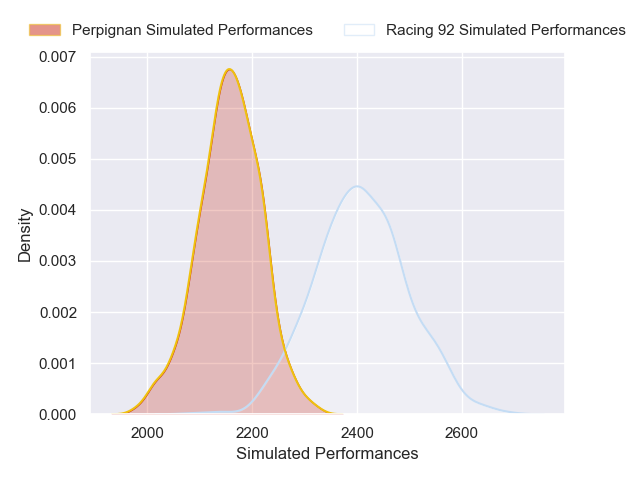 Perpignan Simulated Performances Racing 92 Simulated Performances
0.007
0.006
0.005
0.004
0.003
0.002
0.001
0.000
Density
2000 2200 2400 2600
Simulated Performances